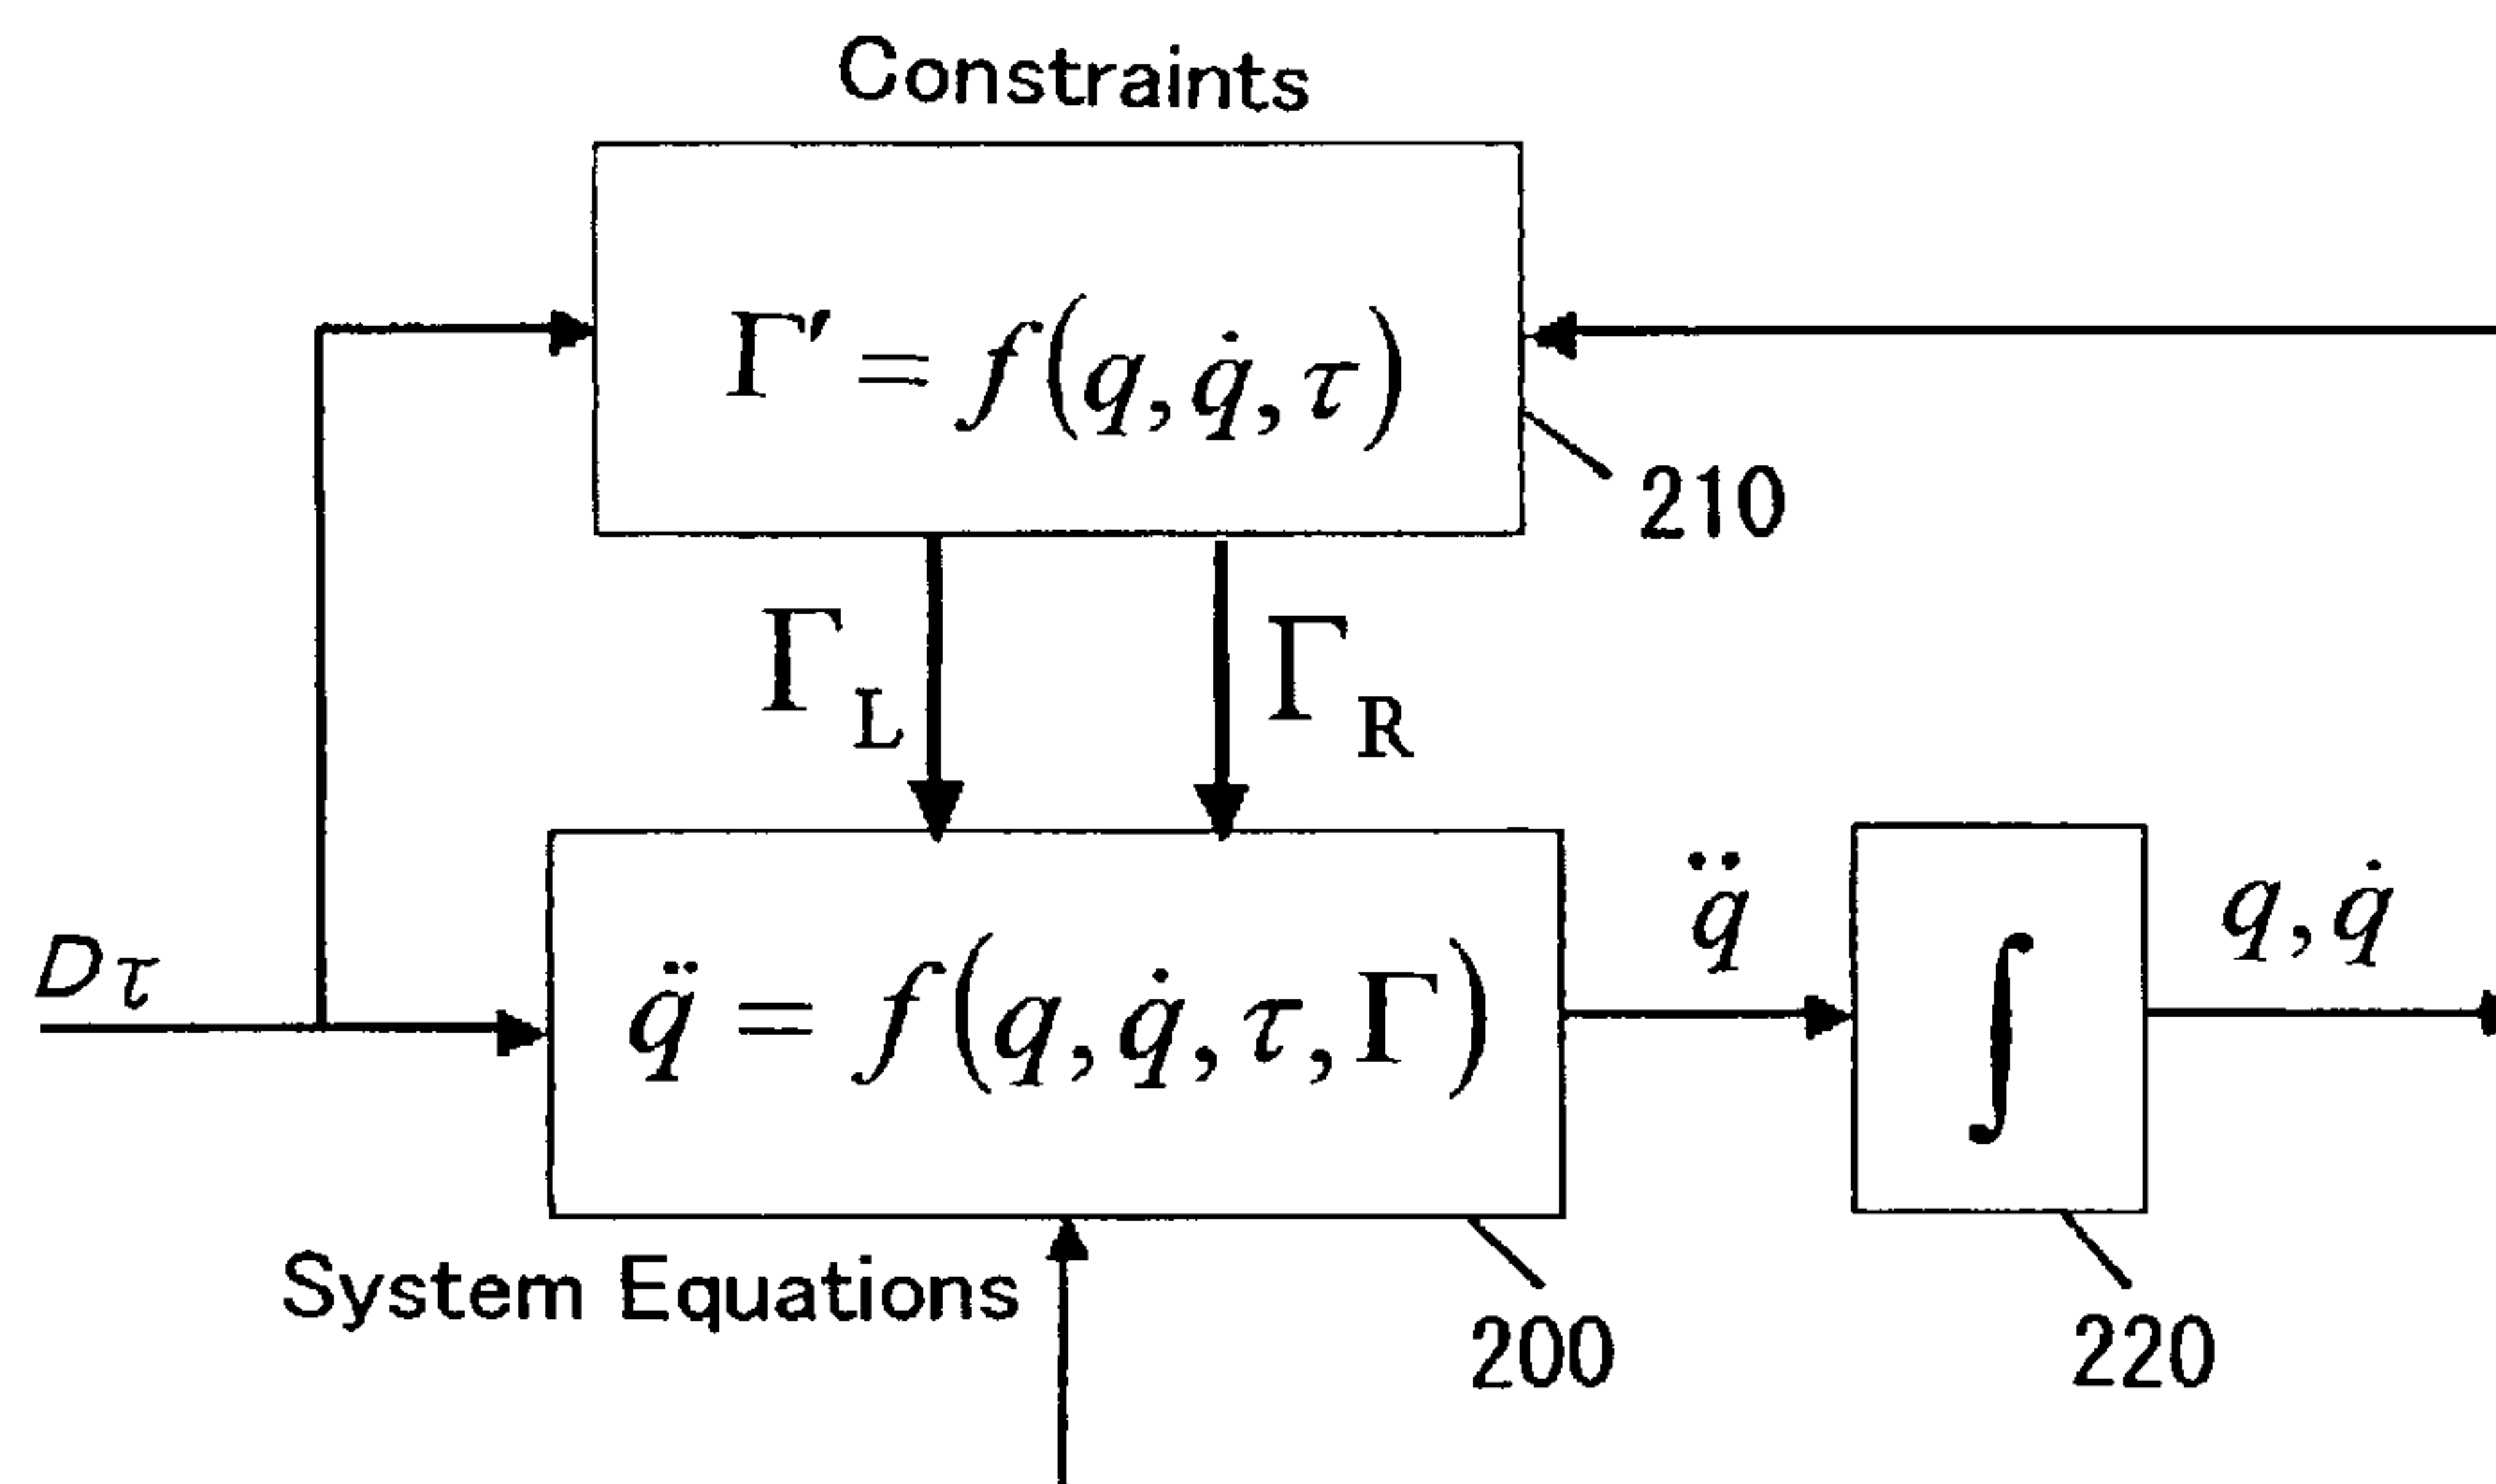 Constraints
Γ′ = f(q, q̇, τ)
210
Γ_L
Γ_R
q̈
q, q̇
Dτ
q̈ = f(q, q̇, τ, Γ)
∫
System Equations
200
220